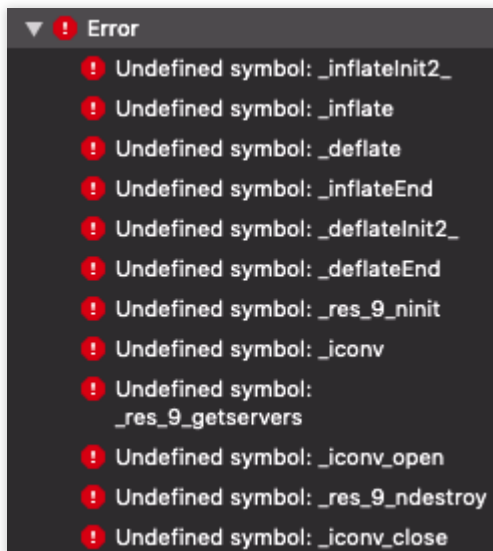 Error
Undefined symbol: _inflateInit2_
Undefined symbol: _inflate
Undefined symbol: _deflate
Undefined symbol: _inflateEnd
Undefined symbol: _deflateInit2_
Undefined symbol: _deflateEnd
Undefined symbol: _res_9_ninit
Undefined symbol: _iconv
Undefined symbol:
_res_9_getservers
Undefined symbol: _iconv_open
Undefined symbol: _res_9_ndestroy
Undefined symbol: _iconv_close